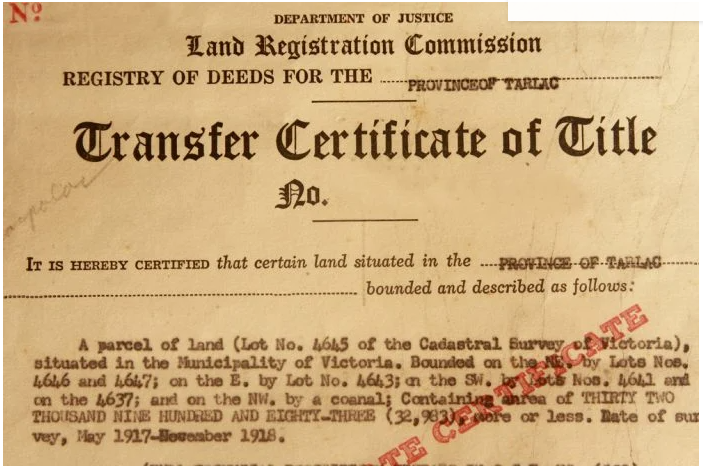 Nº
DEPARTMENT OF JUSTICE
Land Registration Commission
REGISTRY OF DEEDS FOR THE PROVINCEOF TARLAC
Transfer Certificate of Title
No.
IT IS HEREBY CERTIFIED that certain land situated in the PROVINCE OF TARLAC
bounded and described as follows:
A parcel of land (Lot No. 4645 of the Cadastral Survey of Victoria),
situated in the Municipality of Victoria. Bounded on the NE. by Lots Nos.
4646 and 4647; on the E. by Lot No. 4643; on the SW. by Lots Nos. 4641 and
on the 4637; and on the NW. by a coanal; Containing anrea of THIRTY TWO
THOUSAND NINE HUNDRED AND EIGHTY-THREE (32,983), more or less. Date of sur
vey, May 1917-November 1918.
TE CERTIFICATE